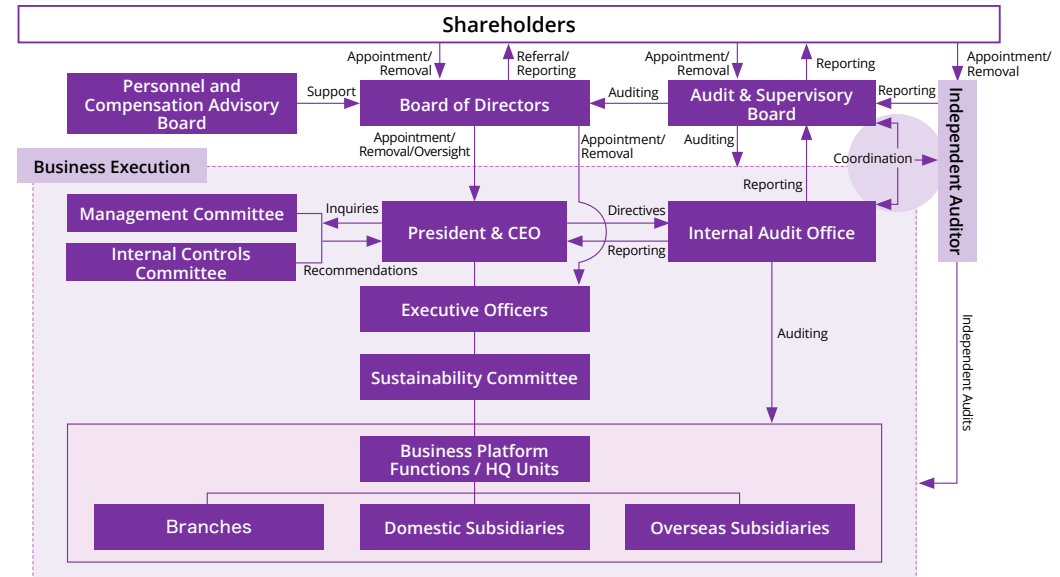 Shareholders
Appointment/
Removal
Referral/
Reporting
Appointment/
Removal
Reporting
Appointment/
Removal
Personnel and
Compensation Advisory
Board
Support
Board of Directors
Auditing
Audit & Supervisory
Board
Reporting
Independent Auditor
Appointment/
Removal/Oversight
Appointment/
Removal
Auditing
Coordination
Business Execution
Reporting
Management Committee
Inquiries
President & CEO
Directives
Internal Audit Office
Internal Controls
Committee
Recommendations
Reporting
Executive Officers
Auditing
Independent Audits
Sustainability Committee
Business Platform
Functions / HQ Units
Branches
Domestic Subsidiaries
Overseas Subsidiaries